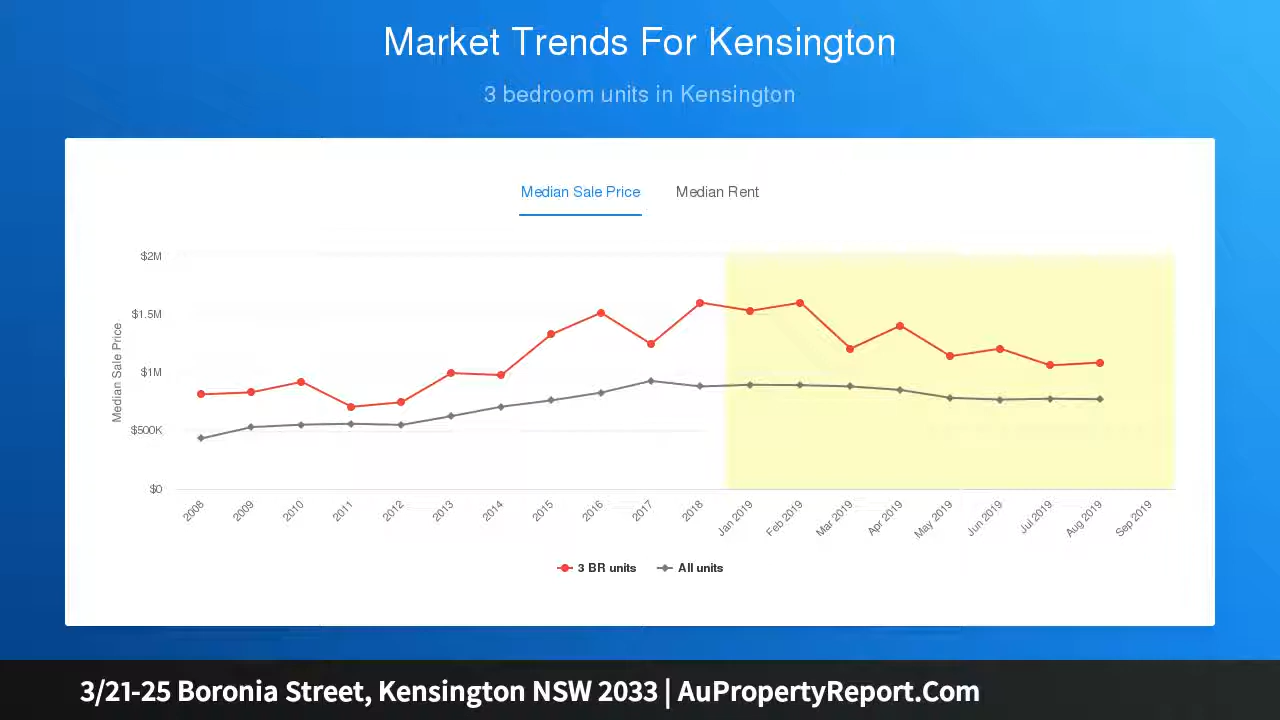 Market Trends For Kensington
3 bedroom units in Kensington
Median Sale Price Median Rent
Median Sale Price
$2M
$1.5M
$1M
$500K
$0
2008 2009 2010 2011 2012 2013 2014 2015 2016 2017 2018 Jan 2019 Feb 2019 Mar 2019 Apr 2019 May 2019 Jun 2019 Jul 2019 Aug 2019 Sep 2019
3 BR units All units
3/21-25 Boronia Street, Kensington NSW 2033 | AuPropertyReport.Com